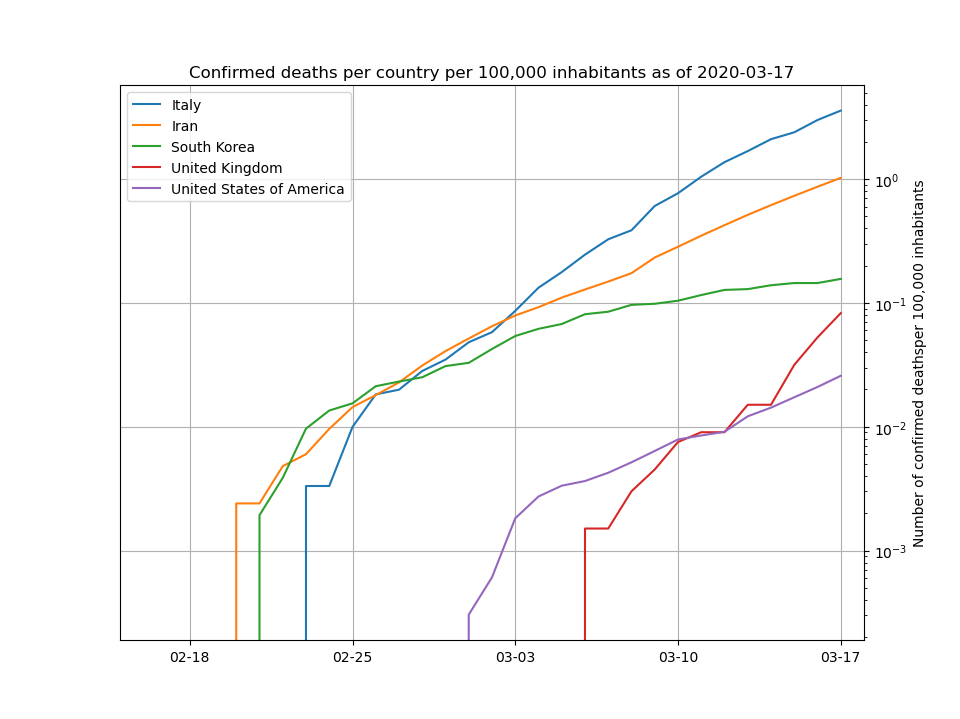 Confirmed deaths per country per 100,000 inhabitants as of 2020-03-17
Italy
Iran
South Korea
United Kingdom
United States of America
10⁰
10⁻¹
10⁻²
10⁻³
Number of confirmed deathsper 100,000 inhabitants
02-18 02-25 03-03 03-10 03-17